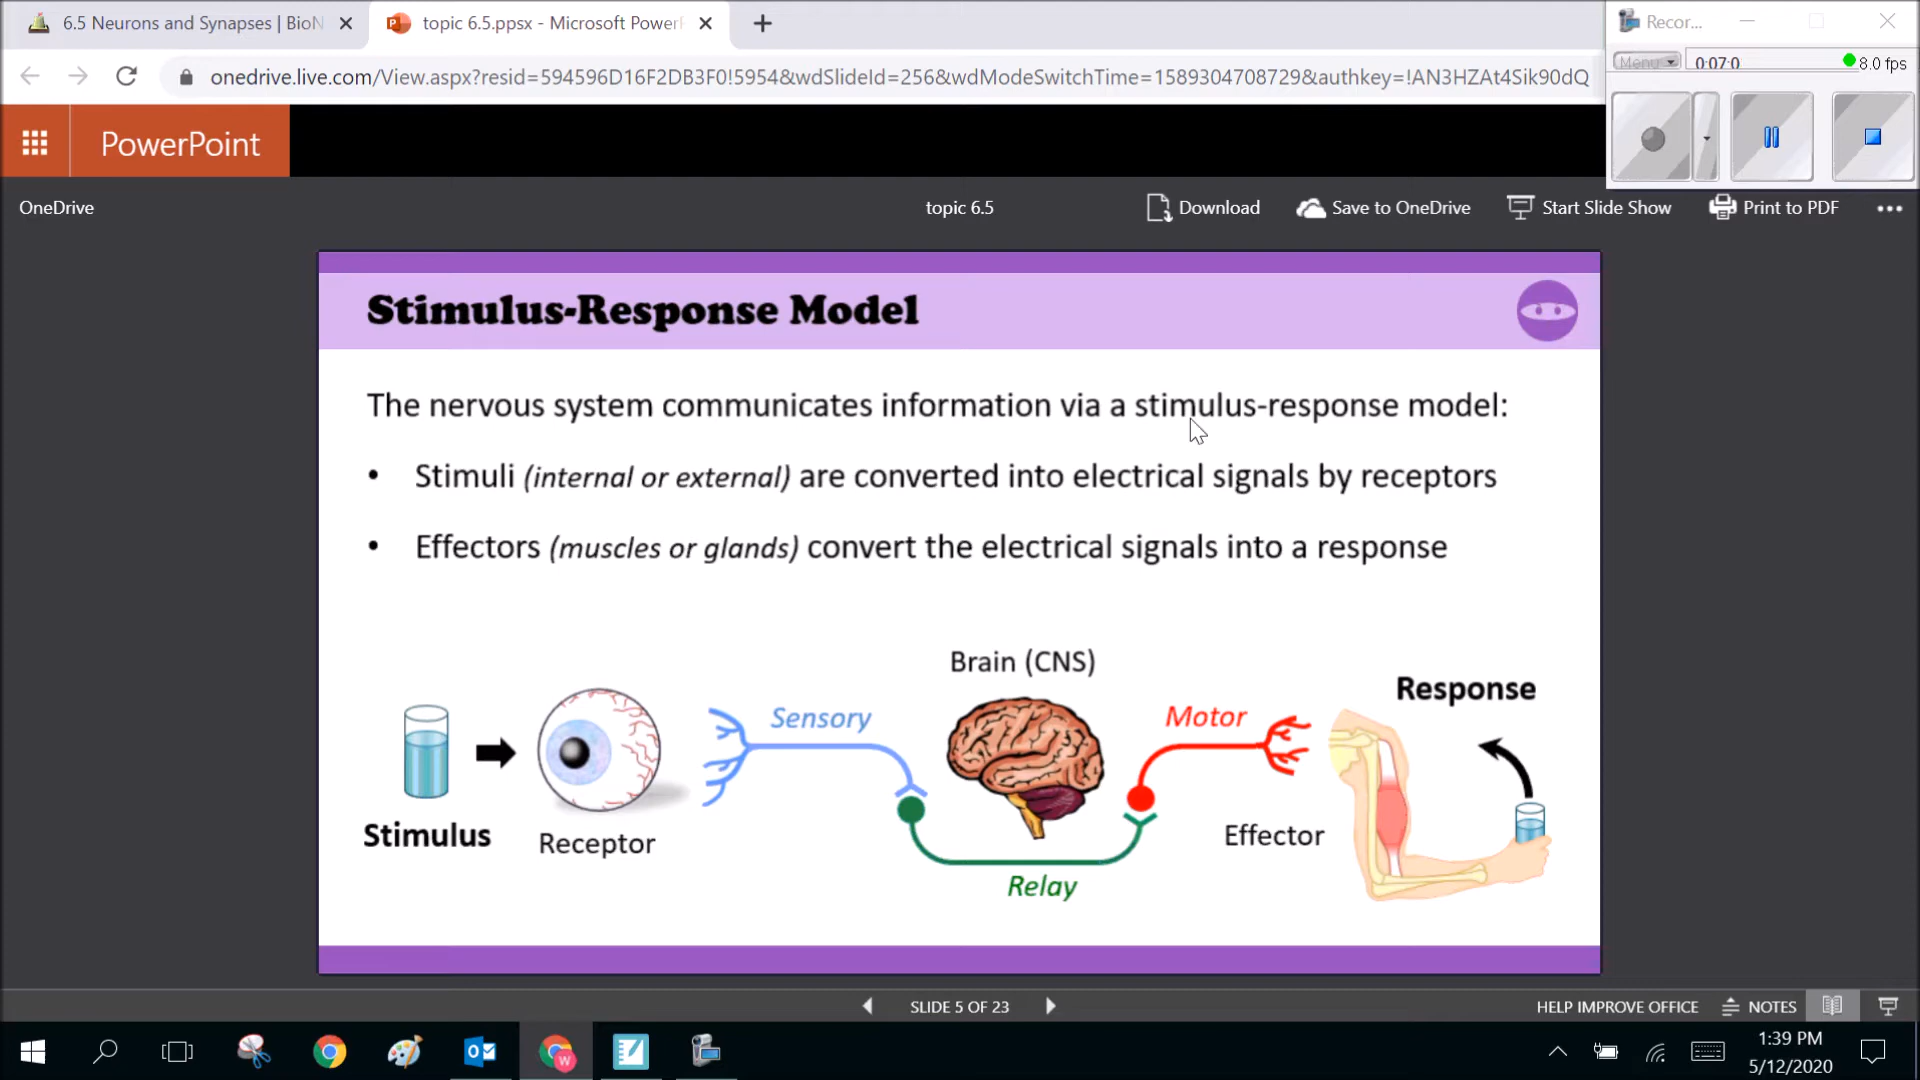 6.5 Neurons and Synapses | BioN
topic 6.5.ppsx - Microsoft PowerP
Recor...
onedrive.live.com/View.aspx?resid=594596D16F2DB3F0!5954&wdSlideId=256&wdModeSwitchTime=1589304708729&authkey=!AN3HZAt4Sik90dQ
Menu
0:07:0
8.0 fps
PowerPoint
OneDrive
topic 6.5
Download
Save to OneDrive
Start Slide Show
Print to PDF
Stimulus-Response Model
The nervous system communicates information via a stimulus-response model:
• Stimuli (internal or external) are converted into electrical signals by receptors
• Effectors (muscles or glands) convert the electrical signals into a response
Brain (CNS)
Response
Sensory
Motor
Stimulus
Receptor
Effector
Relay
SLIDE 5 OF 23
HELP IMPROVE OFFICE
NOTES
W
1:39 PM
5/12/2020